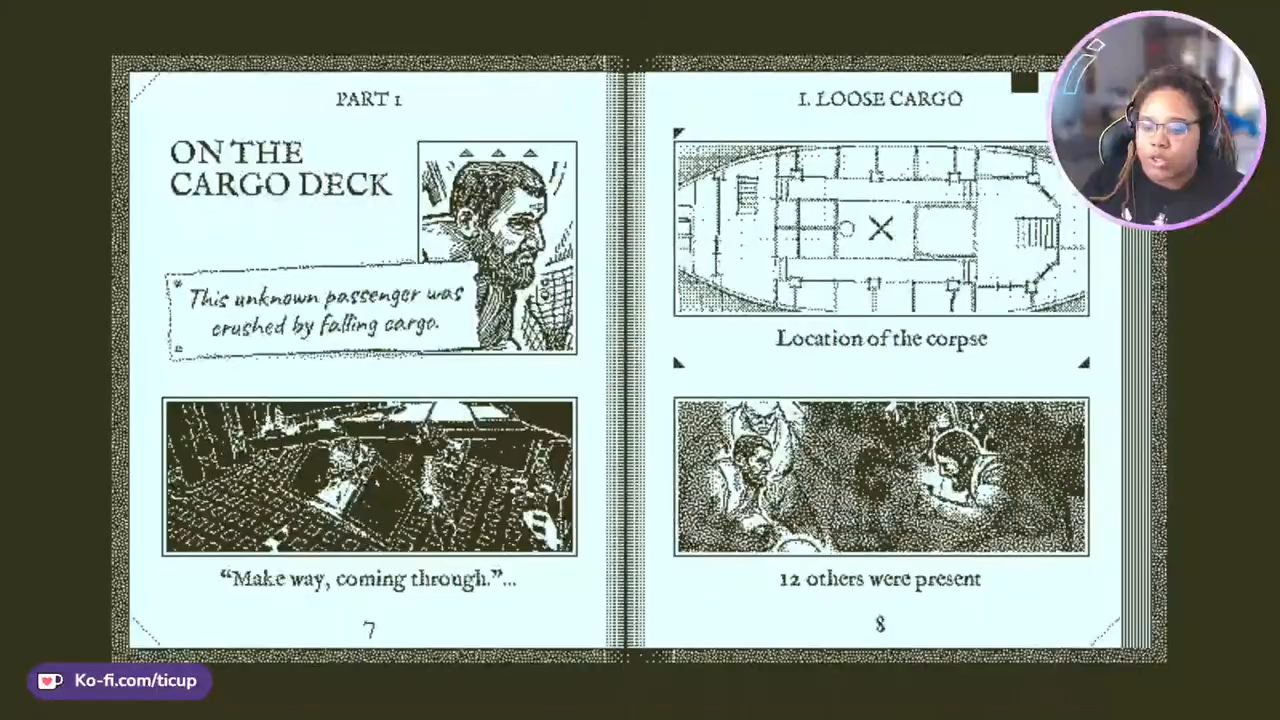 PART 1
ON THE
CARGO DECK
This unknown passenger was
crushed by falling cargo.
"Make way, coming through."...
7
I. LOOSE CARGO
Location of the corpse
12 others were present
8
Ko-fi.com/ticup